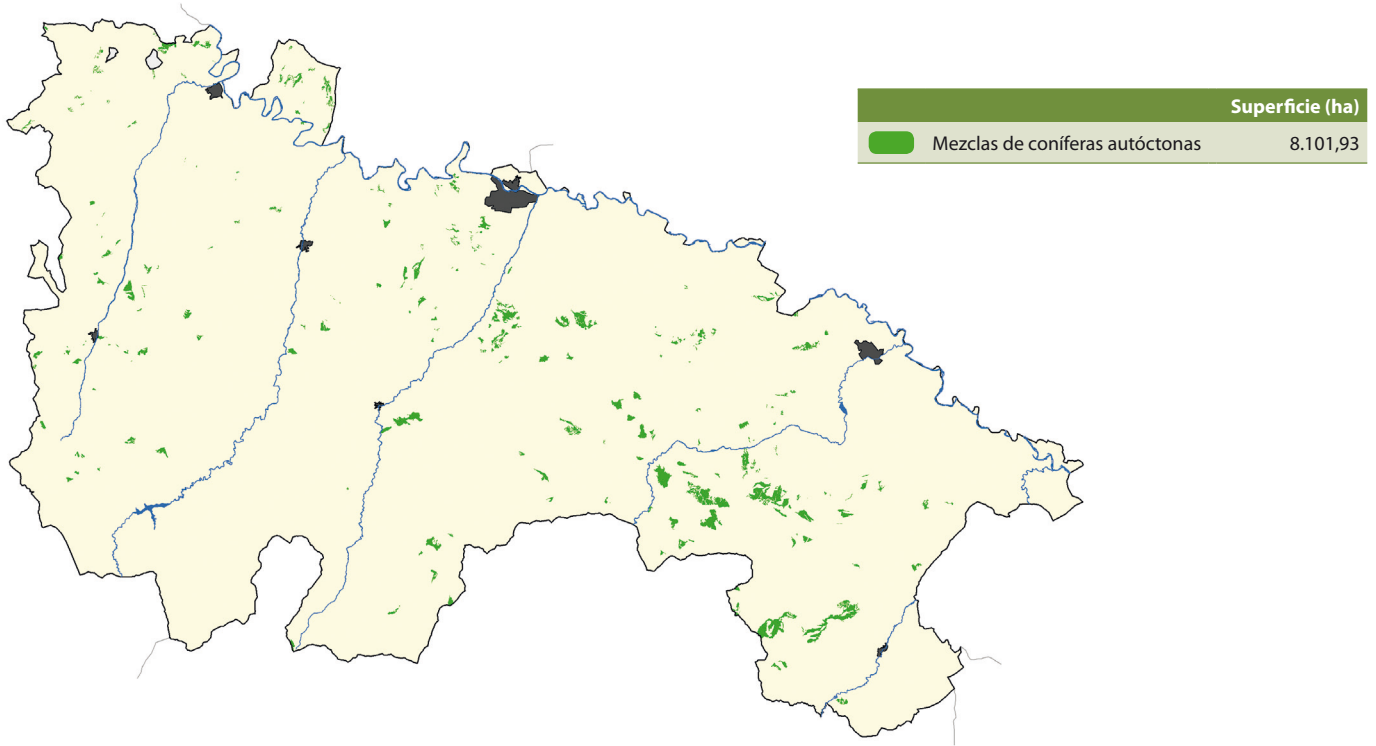 Superficie (ha)
Mezclas de coníferas autóctonas 8.101,93